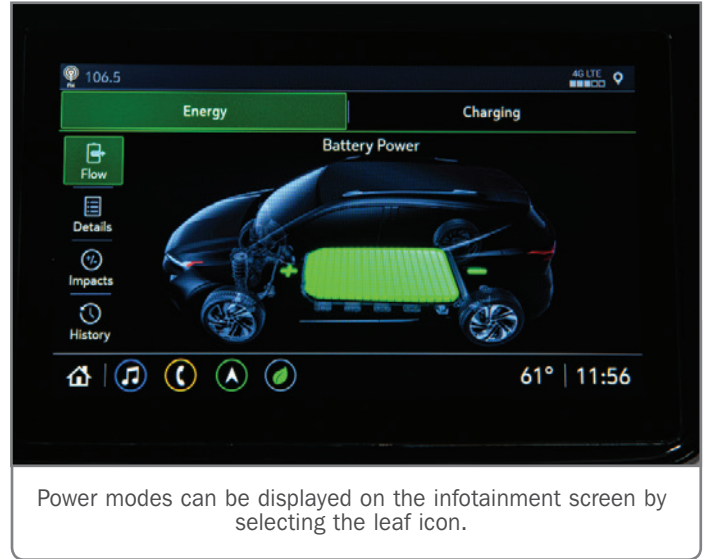 FM 106.5
4G LTE
Energy
Charging
Battery Power
Flow
Details
Impacts
History
61° 11:56
Power modes can be displayed on the infotainment screen by
selecting the leaf icon.